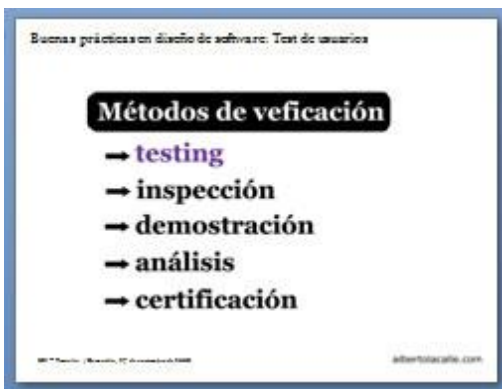 Buenas prácticas en diseño de software: Test de usuarios
Métodos de veficación
→ testing
→ inspección
→ demostración
→ análisis
→ certificación
albertolacalle.com